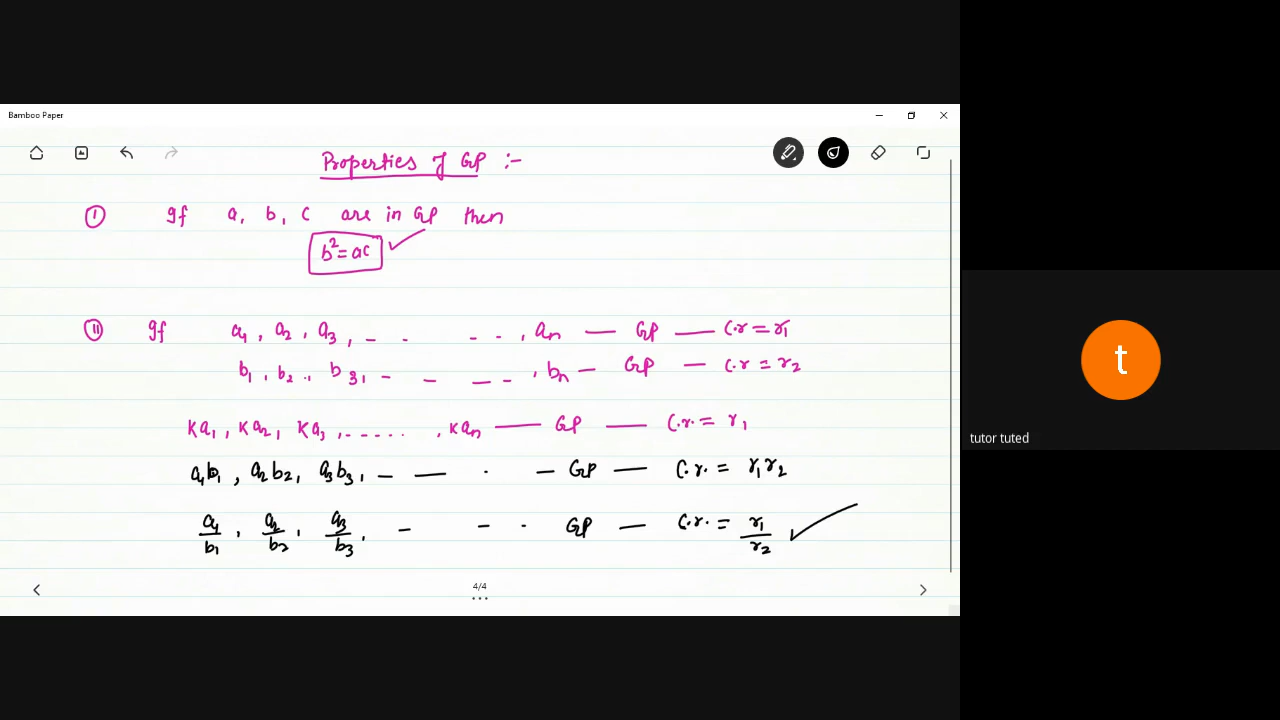 Bamboo Paper
Properties of GP :-
(I) If a, b, c are in GP then
b²=ac
(II) If a₁, a₂, a₃, - - - - -, aₙ — GP — C.r = r₁
b₁, b₂, b₃, - - - - , bₙ — GP — C.r = r₂
Ka₁, Ka₂, Ka₃, ......, Kaₙ — GP — C.r. = r₁
a₁b₁, a₂b₂, a₃b₃, - — · — GP — C.r. = r₁r₂
a₁/b₁, a₂/b₂, a₃/b₃, - - · GP — C.r. = r₁/r₂
4/4
t
tutor tuted